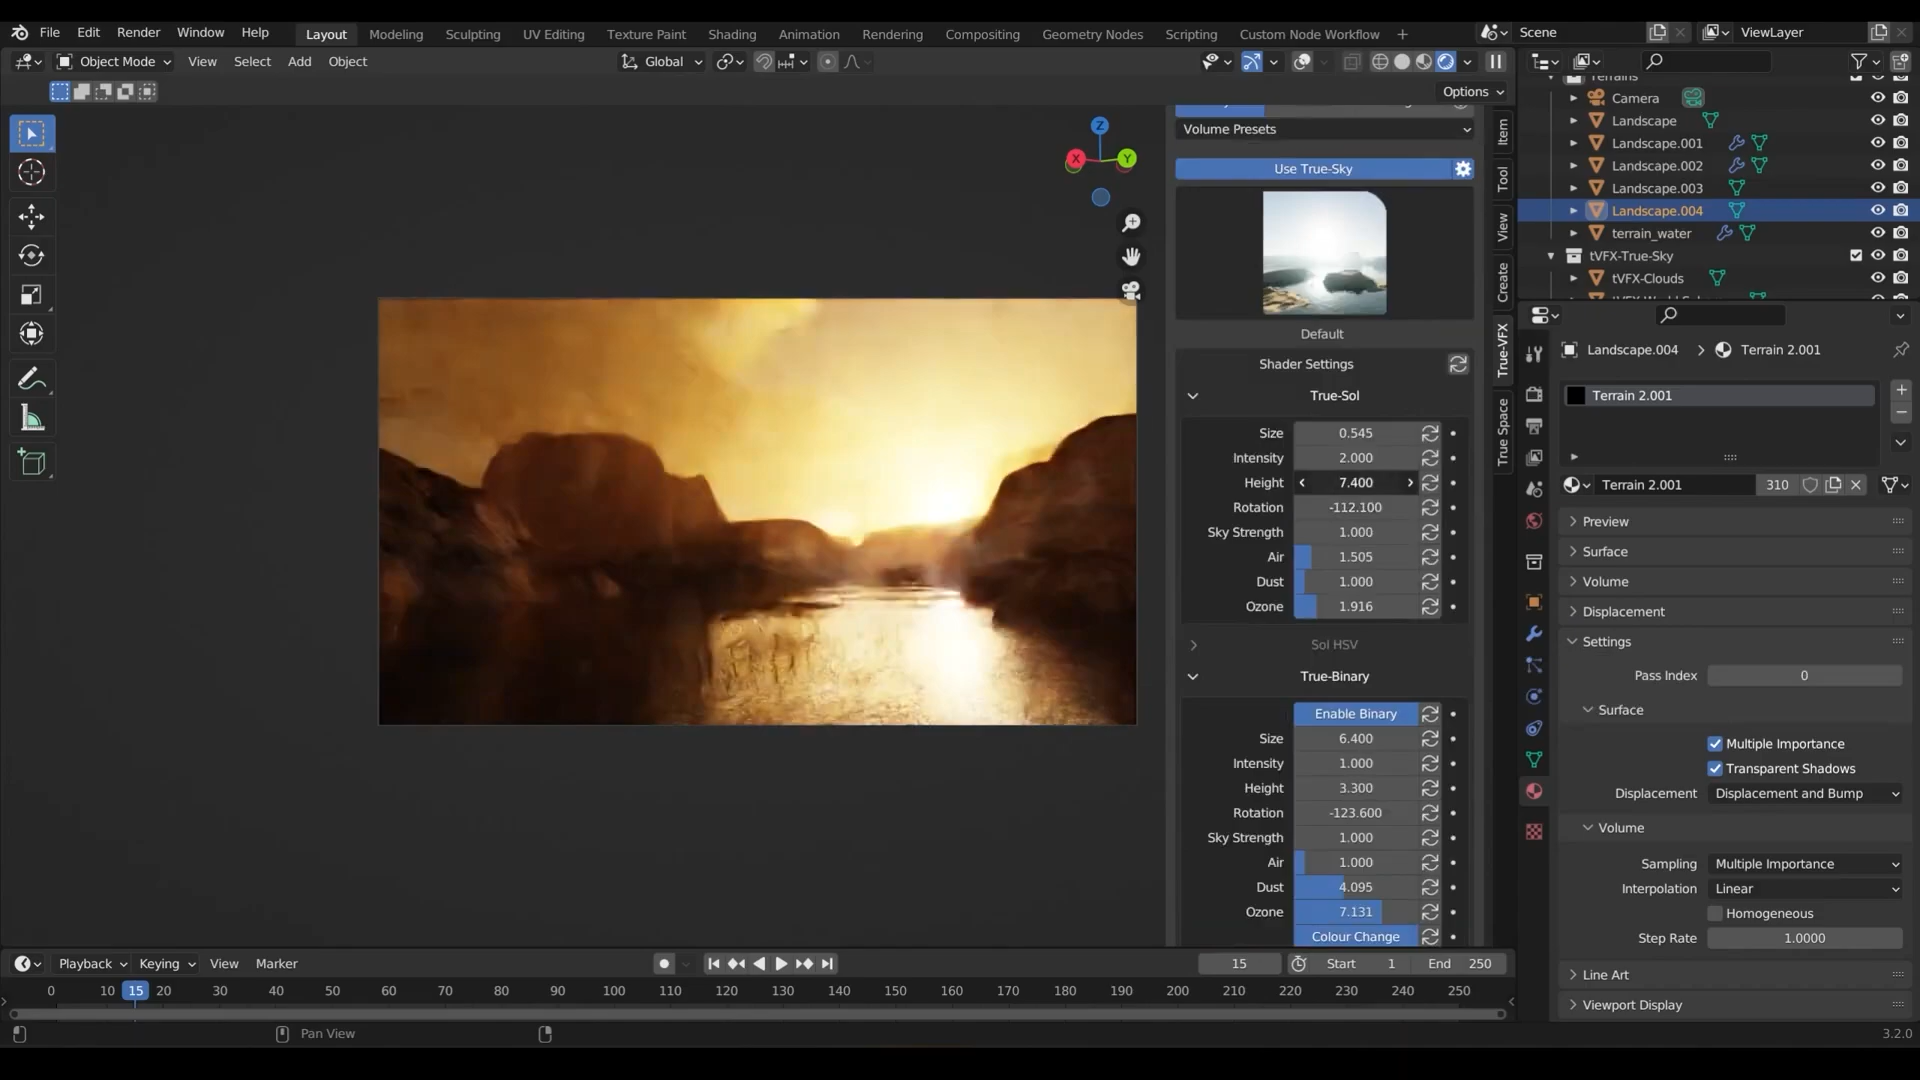 File Edit Render Window Help Layout Modeling Sculpting UV Editing Texture Paint Shading Animation Rendering Compositing Geometry Nodes Scripting Custom Node Workflow + Scene ViewLayer
Object Mode View Select Add Object Global
Options
Z
X Y
Volume Presets
Use True-Sky
Default
Shader Settings
True-Sol
Size 0.545
Intensity 2.000
Height 7.400
Rotation -112.100
Sky Strength 1.000
Air 1.505
Dust 1.000
Ozone 1.916
Sol HSV
True-Binary
Enable Binary
Size 6.400
Intensity 1.000
Height 3.300
Rotation -123.600
Sky Strength 1.000
Air 1.000
Dust 4.095
Ozone 7.131
Colour Change
Item
Tool
View
Create
True-VFX
True Space
Terrains
Camera
Landscape
Landscape.001
Landscape.002
Landscape.003
Landscape.004
terrain_water
tVFX-True-Sky
tVFX-Clouds
Landscape.004 > Terrain 2.001
Terrain 2.001
Terrain 2.001 310
Preview
Surface
Volume
Displacement
Settings
Pass Index 0
Surface
Multiple Importance
Transparent Shadows
Displacement Displacement and Bump
Volume
Sampling Multiple Importance
Interpolation Linear
Homogeneous
Step Rate 1.0000
Line Art
Viewport Display
Playback Keying View Marker 15 Start 1 End 250
0 10 15 20 30 40 50 60 70 80 90 100 110 120 130 140 150 160 170 180 190 200 210 220 230 240 250
Pan View 3.2.0